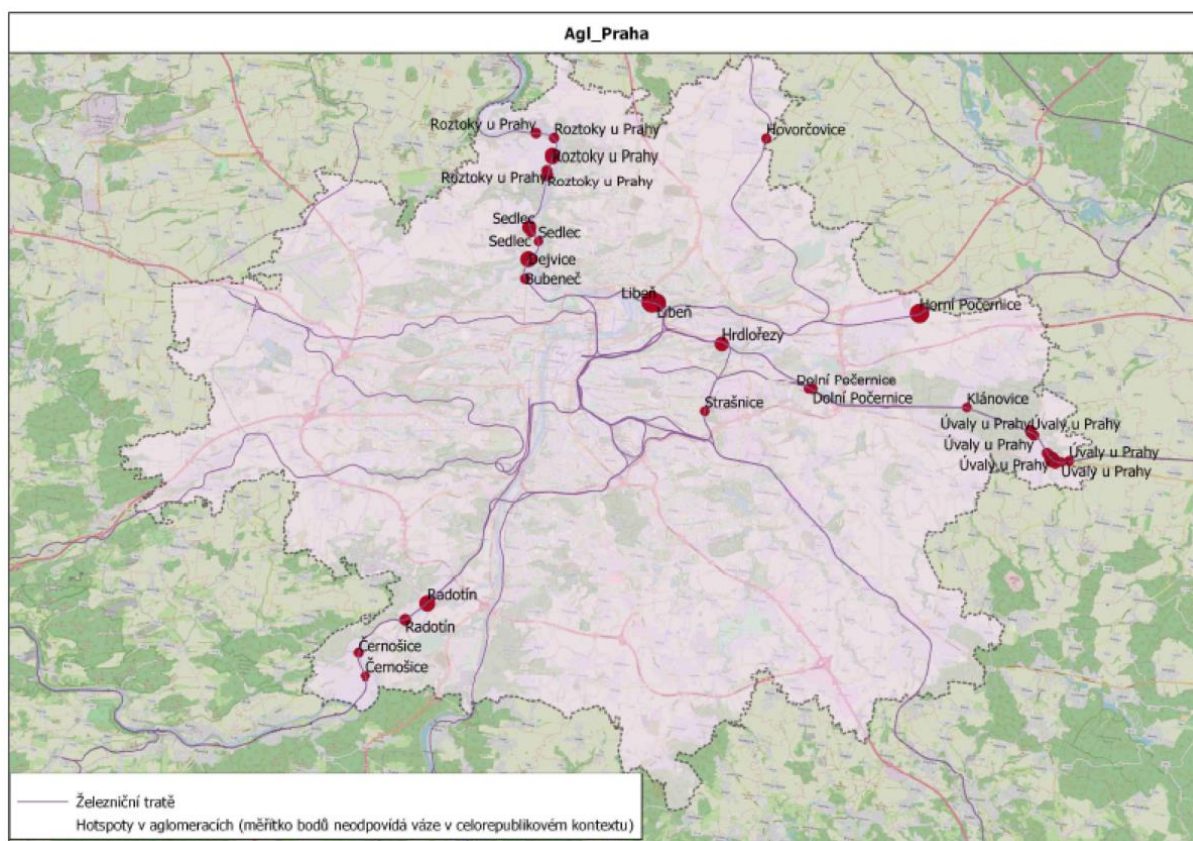 Agl_Praha
Roztoky u Prahy
Roztoky u Prahy
Hovorčovice
Roztoky u Prahy
Roztoky u Prahy
Roztoky u Prahy
Sedlec
Sedlec
Sedlec
Dejvice
Bubeneč
Libeň
Libeň
Horní Počernice
Hrdlořezy
Dolní Počernice
Dolní Počernice
Strašnice
Klánovice
Úvaly u Prahy
Úvaly u Prahy
Úvaly u Prahy
Úvaly u Prahy
Úvaly u Prahy
Úvaly u Prahy
Radotín
Radotín
Černošice
Černošice
Železniční tratě
Hotspoty v aglomeracích (měřítko bodů neodpovídá váze v celorepublikovém kontextu)